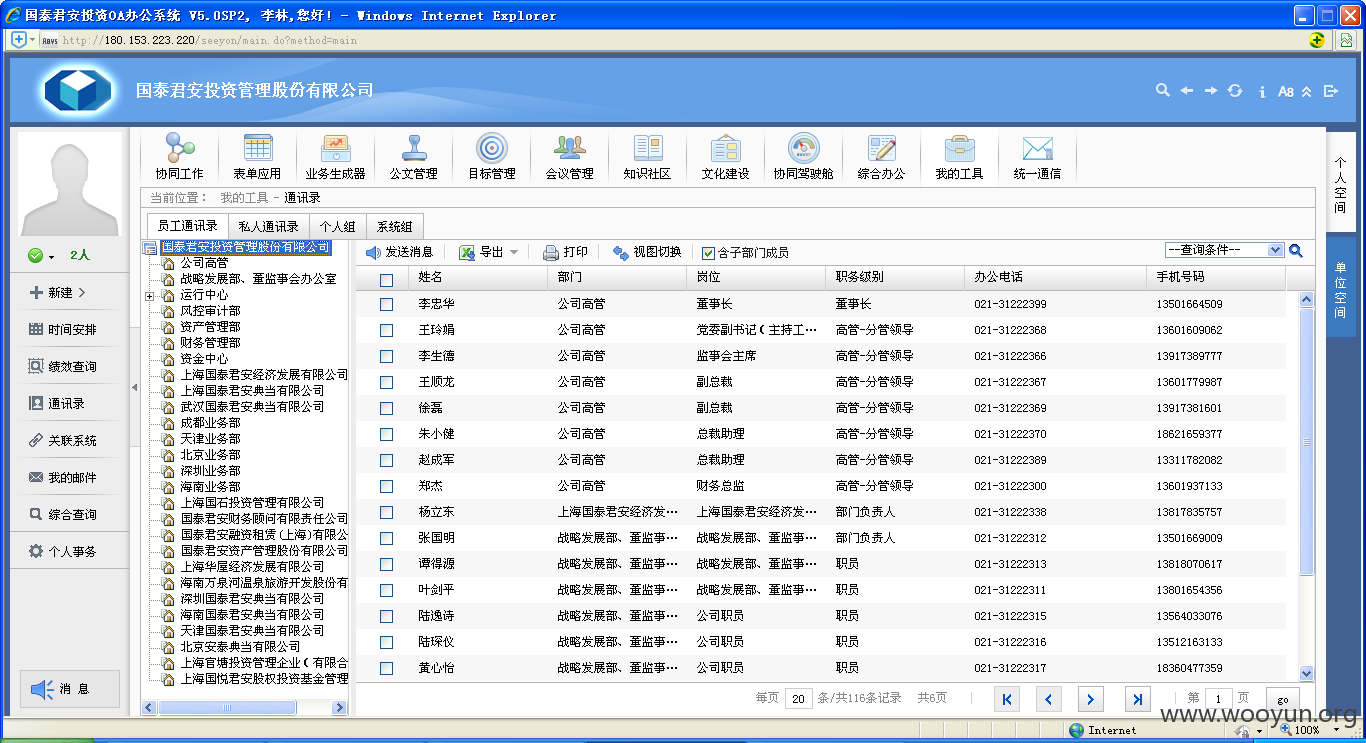 国泰君安投资OA办公系统 V5.0SP2, 李林,您好! - Windows Internet Explorer
http://180.153.223.220/seeyon/main.do?method=main
国泰君安投资管理股份有限公司
i A8
协同工作 表单应用 业务生成器 公文管理 目标管理 会议管理 知识社区 文化建设 协同驾驶舱 综合办公 我的工具 统一通信
当前位置： 我的工具 - 通讯录
员工通讯录 私人通讯录 个人组 系统组
发送消息 导出 打印 视图切换 含子部门成员 --查询条件--
2人
新建
时间安排
绩效查询
通讯录
关联系统
我的邮件
综合查询
个人事务
消 息
国泰君安投资管理股份有限公司
公司高管
战略发展部、董监事会办公室
运行中心
风控审计部
资产管理部
财务管理部
资金中心
上海国泰君安经济发展有限公司
上海国泰君安典当有限公司
武汉国泰君安典当有限公司
成都业务部
天津业务部
北京业务部
深圳业务部
海南业务部
上海国石投资管理有限公司
国泰君安财务顾问有限责任公司
国泰君安融资租赁(上海)有限公
国泰君安资产管理股份有限公司
上海华屋经济发展有限公司
海南万泉河温泉旅游开发股份有
深圳国泰君安典当有限公司
海南国泰君安典当有限公司
天津国泰君安典当有限公司
北京安泰典当有限公司
上海官塘投资管理企业（有限合
上海国悦君安股权投资基金管理
姓名 部门 岗位 职务级别 办公电话 手机号码
李忠华 公司高管 董事长 董事长 021-31222399 13501664509
王玲娟 公司高管 党委副书记（主持工… 高管-分管领导 021-31222368 13601609062
李生德 公司高管 监事会主席 高管-分管领导 021-31222366 13917389777
王顺龙 公司高管 副总裁 高管-分管领导 021-31222367 13601779987
徐磊 公司高管 副总裁 高管-分管领导 021-31222369 13917381601
朱小健 公司高管 总裁助理 高管-分管领导 021-31222370 18621659377
赵成军 公司高管 总裁助理 高管-分管领导 021-31222389 13311782082
郑杰 公司高管 财务总监 高管-分管领导 021-31222300 13601937133
杨立东 上海国泰君安经济发… 上海国泰君安经济发… 部门负责人 021-31222338 13817835757
张国明 战略发展部、董监事… 战略发展部、董监事… 部门负责人 021-31222312 13501669009
谭得源 战略发展部、董监事… 战略发展部、董监事… 职员 021-31222313 13818070617
叶剑平 战略发展部、董监事… 战略发展部、董监事… 职员 021-31222311 13801654356
陆逸诗 战略发展部、董监事… 公司职员 职员 021-31222315 13564033076
陆琛仪 战略发展部、董监事… 公司职员 职员 021-31222316 13512163133
黄心怡 战略发展部、董监事… 公司职员 职员 021-31222317 18360477359
每页 20 条/共116条记录 共6页 第 1 页 go
个人空间
单位空间
www.wooyun.org
Internet 100%